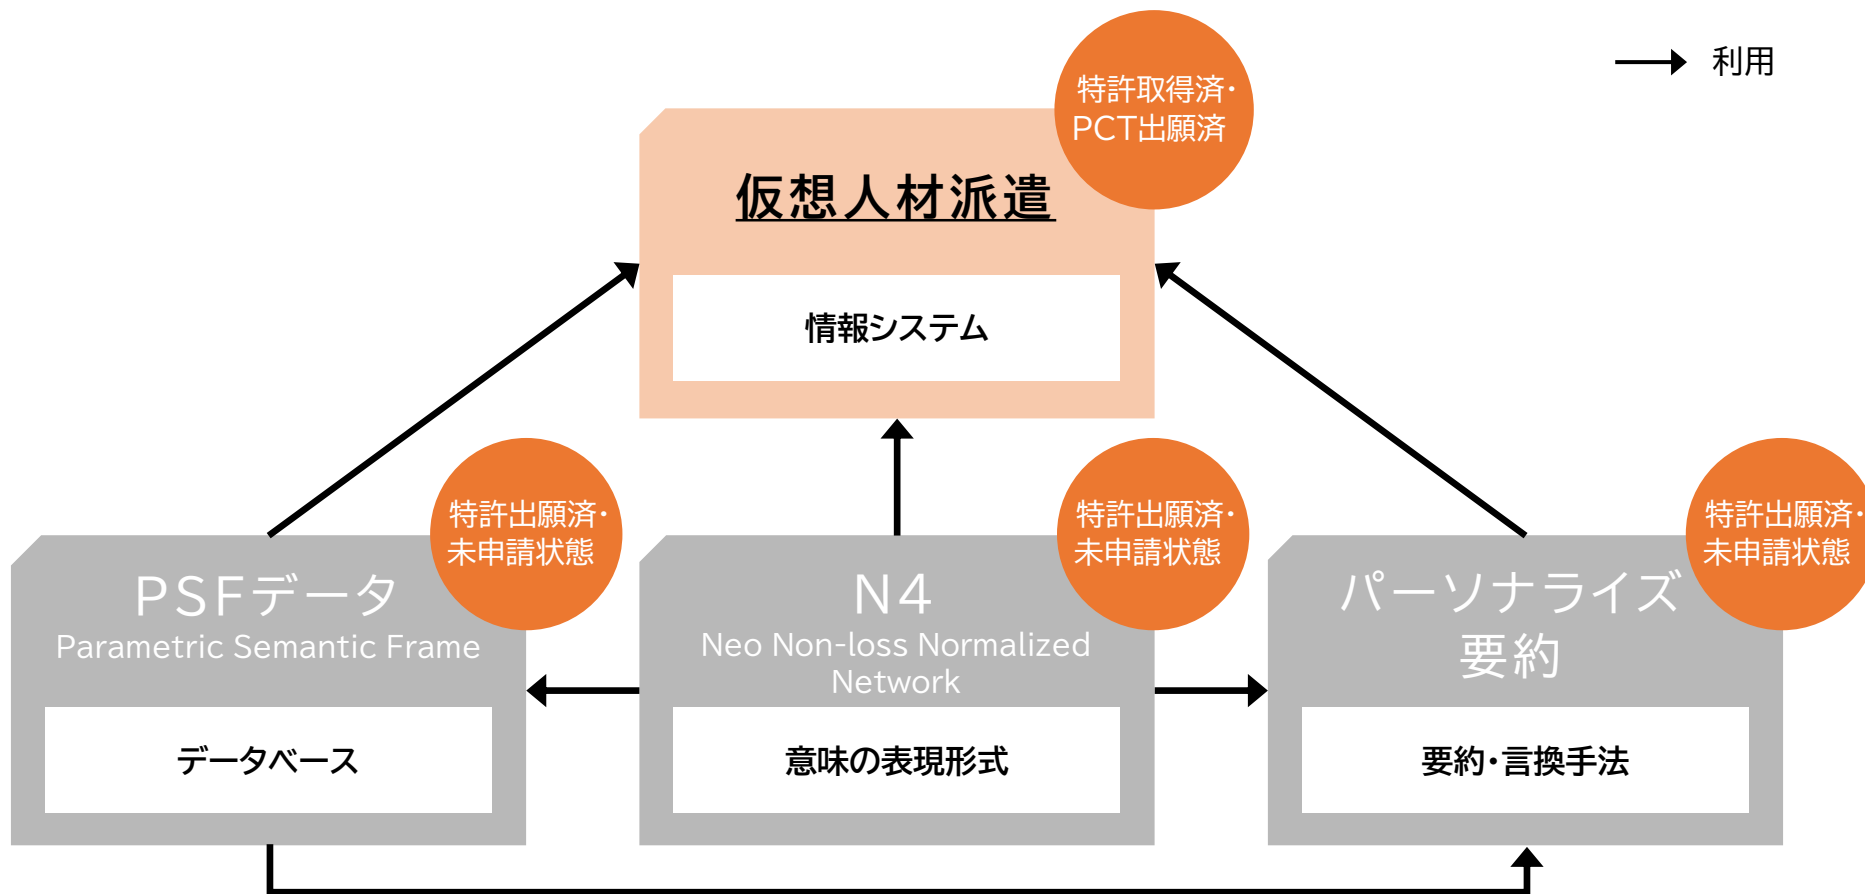 利用
特許取得済・
PCT出願済
仮想人材派遣
情報システム
特許出願済・
未申請状態
特許出願済・
未申請状態
特許出願済・
未申請状態
PSFデータ
Parametric Semantic Frame
データベース
N4
Neo Non-loss Normalized
Network
意味の表現形式
パーソナライズ
要約
要約・言換手法